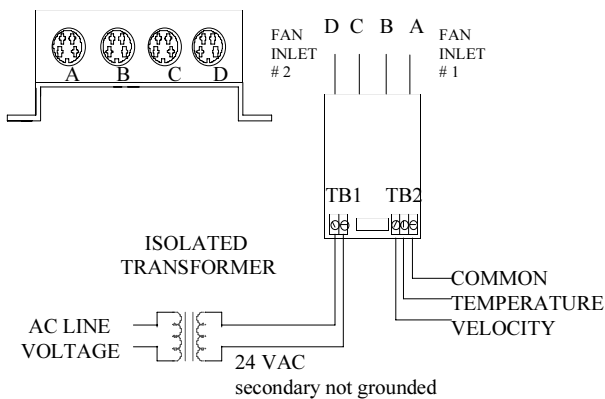 A B C D
FAN
INLET
# 2
D C B A
FAN
INLET
# 1
TB1 TB2
ISOLATED
TRANSFORMER
COMMON
TEMPERATURE
VELOCITY
AC LINE
VOLTAGE
24 VAC
secondary not grounded